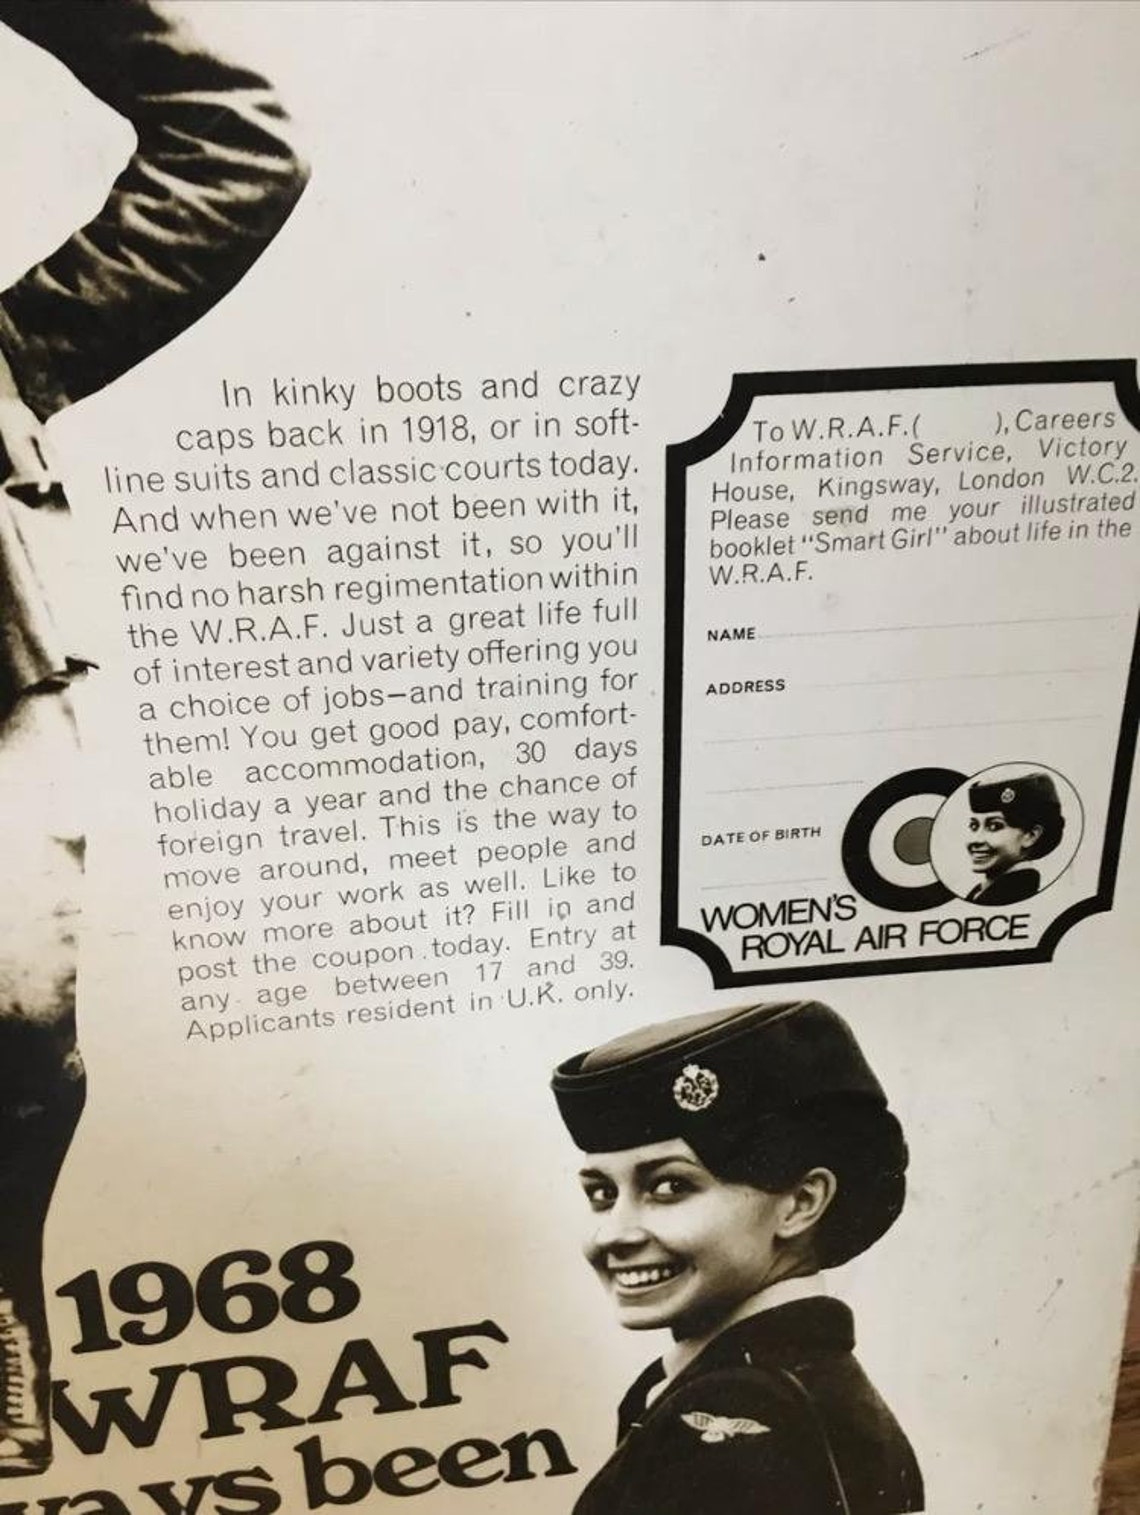 In kinky boots and crazy
caps back in 1918, or in soft-
line suits and classic courts today.
And when we've not been with it,
we've been against it, so you'll
find no harsh regimentation within
the W.R.A.F. Just a great life full
of interest and variety offering you
a choice of jobs—and training for
them! You get good pay, comfort-
able accommodation, 30 days
holiday a year and the chance of
foreign travel. This is the way to
move around, meet people and
enjoy your work as well. Like to
know more about it? Fill in and
post the coupon today. Entry at
any age between 17 and 39.
Applicants resident in U.K. only.
To W.R.A.F.( ), Careers
Information Service, Victory
House, Kingsway, London W.C.2.
Please send me your illustrated
booklet "Smart Girl" about life in the
W.R.A.F.
NAME
ADDRESS
DATE OF BIRTH
WOMEN'S
ROYAL AIR FORCE
1968
WRAF
been